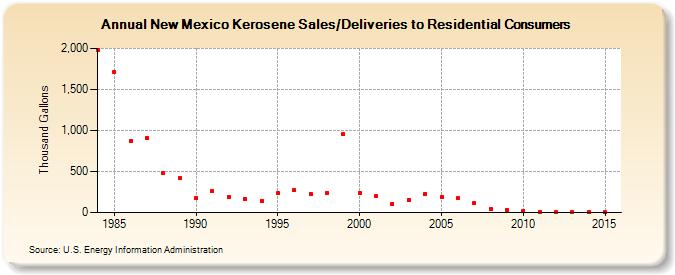 Annual New Mexico Kerosene Sales/Deliveries to Residential Consumers
Thousand Gallons
2,000
1,500
1,000
500
0
1985 1990 1995 2000 2005 2010 2015
Source: U.S. Energy Information Administration